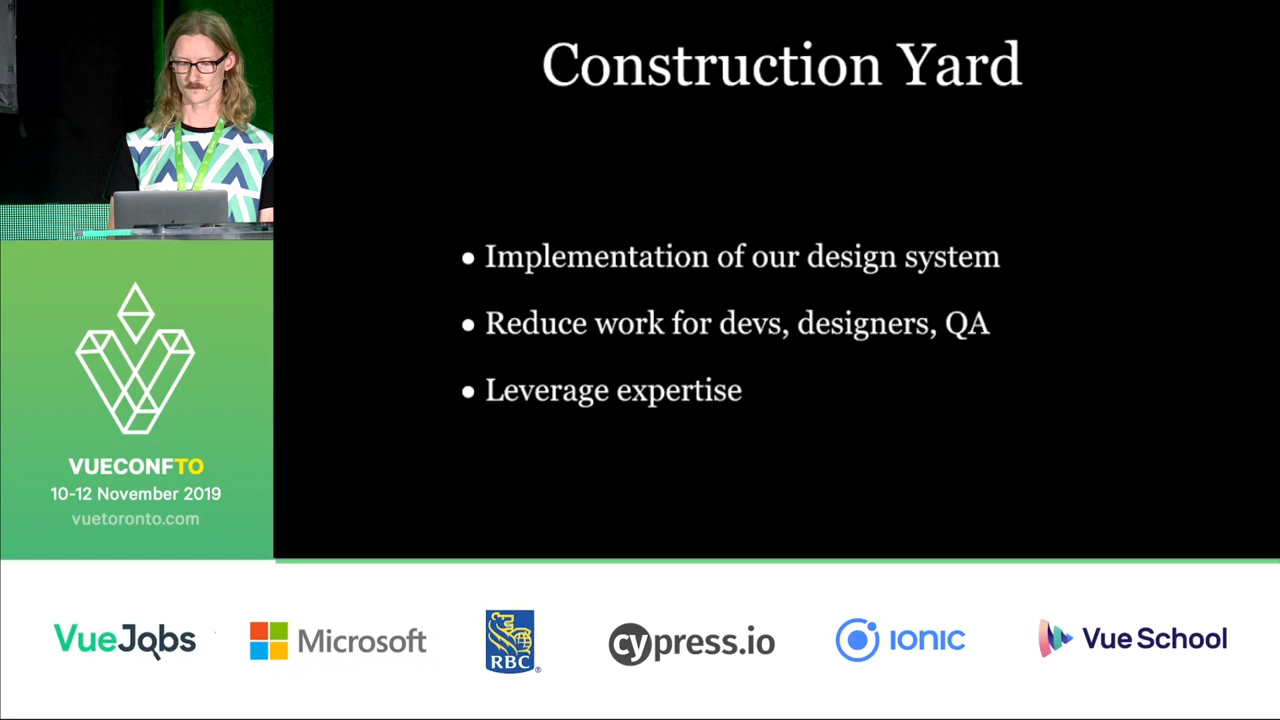 Construction Yard
• Implementation of our design system
• Reduce work for devs, designers, QA
• Leverage expertise
VUECONFTO
10-12 November 2019
vuetoronto.com
VueJobs
Microsoft
RBC
cypress.io
IONIC
Vue School